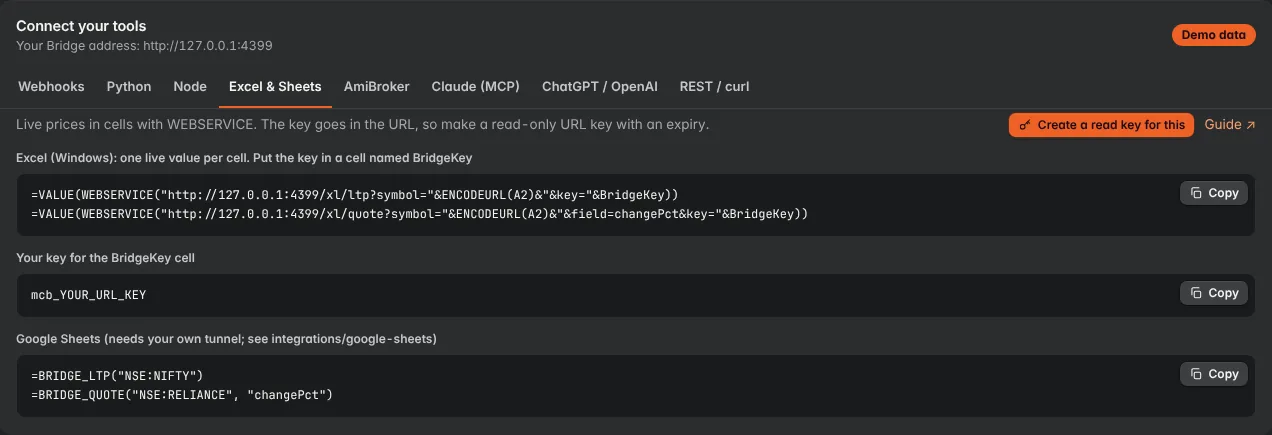 Connect your tools
Your Bridge address: http://127.0.0.1:4399
Demo data
Webhooks Python Node Excel & Sheets AmiBroker Claude (MCP) ChatGPT / OpenAI REST / curl
Live prices in cells with WEBSERVICE. The key goes in the URL, so make a read-only URL key with an expiry.
Create a read key for this Guide ↗
Excel (Windows): one live value per cell. Put the key in a cell named BridgeKey
=VALUE(WEBSERVICE("http://127.0.0.1:4399/xl/ltp?symbol="&ENCODEURL(A2)&"&key="&BridgeKey))
Copy
=VALUE(WEBSERVICE("http://127.0.0.1:4399/xl/quote?symbol="&ENCODEURL(A2)&"&field=changePct&key="&BridgeKey))
Your key for the BridgeKey cell
mcb_YOUR_URL_KEY
Copy
Google Sheets (needs your own tunnel; see integrations/google-sheets)
=BRIDGE_LTP("NSE:NIFTY")
Copy
=BRIDGE_QUOTE("NSE:RELIANCE", "changePct")